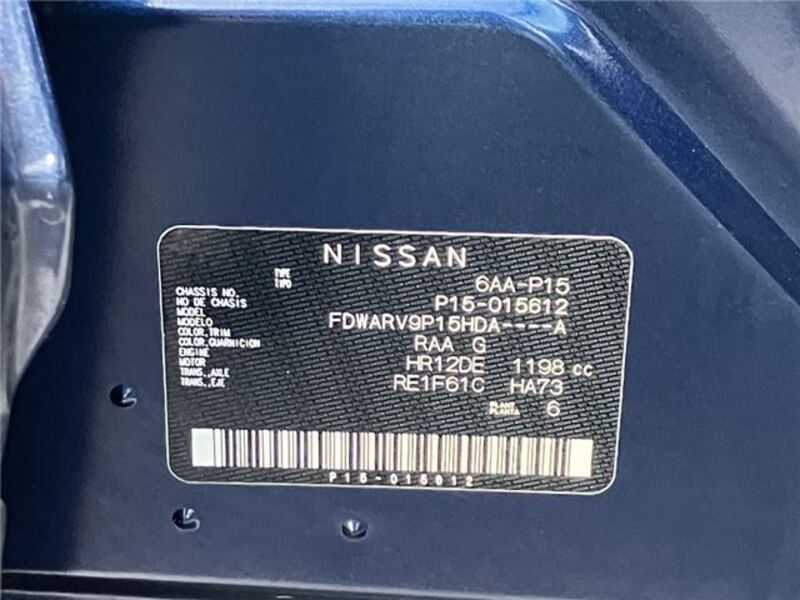 NISSAN
TYPE
TIPO 6AA-P15
CHASSIS NO.
NO DE CHASIS P15-015612
MODEL
MODELO FDWARV9P15HDA----A
COLOR,TRIM
COLOR,GUARNICION RAA G
ENGINE
MOTOR HR12DE 1198 cc
TRANS.,AXLE
TRANS.,EJE RE1F61C HA73
PLANT
PLANTA 6
P15-015612